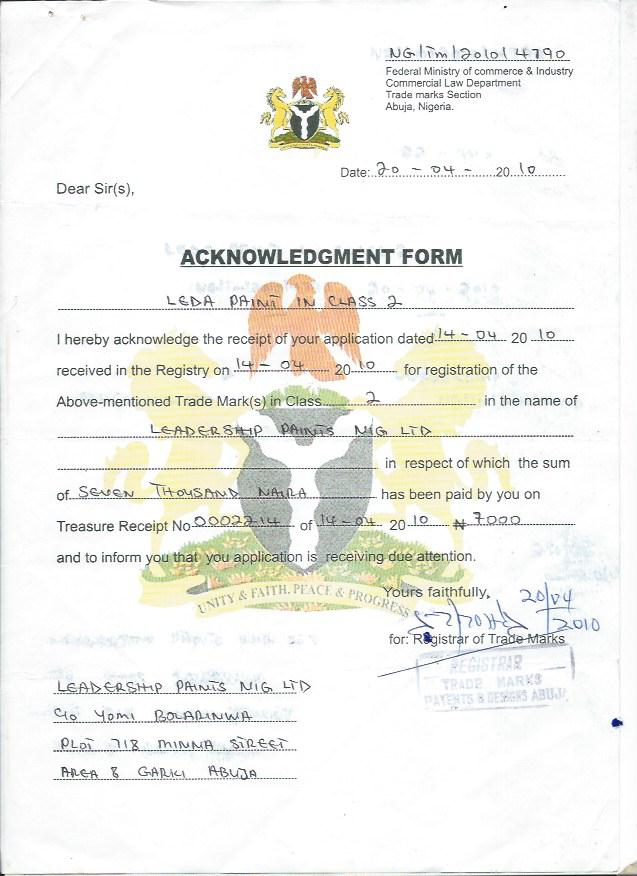 NG/Tm/2010/4790
Federal Ministry of commerce & Industry
Commercial Law Department
Trade marks Section
Abuja, Nigeria.
Date: 20 - 04 - 2010
Dear Sir(s),
ACKNOWLEDGMENT FORM
LEDA PAINT IN CLASS 2
I hereby acknowledge the receipt of your application dated 14-04 2010
received in the Registry on 14-04 2010 for registration of the
Above-mentioned Trade Mark(s) in Class 2 in the name of
LEADERSHIP PAINTS NIG LTD
in respect of which the sum
of SEVEN THOUSAND NAIRA has been paid by you on
Treasure Receipt No 0002214 of 14-04 2010 ₦ 7000
and to inform you that you application is receiving due attention.
UNITY & FAITH, PEACE & PROGRESS
Yours faithfully,
20/04/2010
for: Registrar of Trade Marks
REGISTRAR
TRADE MARKS
PATENTS & DESIGNS ABUJA
LEADERSHIP PAINTS NIG LTD
C/o YOMI BOLARINWA
PLOT 718 MINNA STREET
AREA 8 GARKI ABUJA